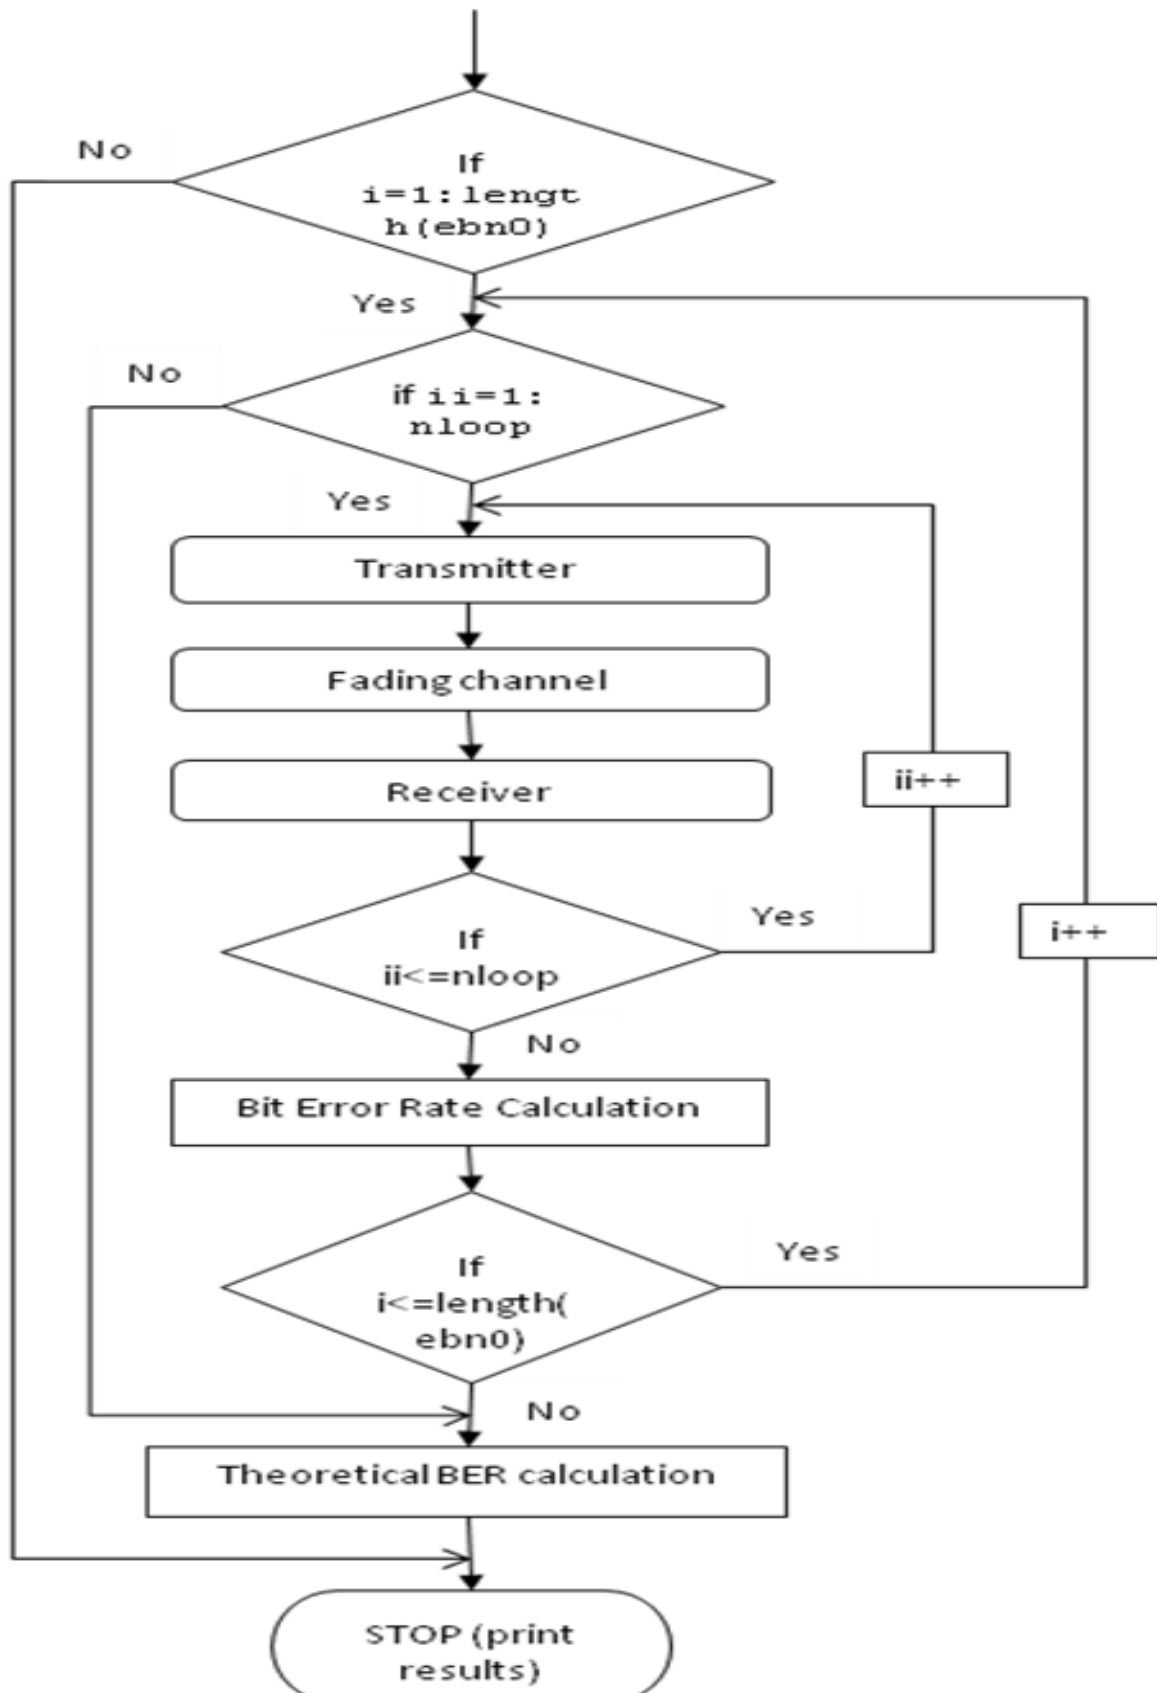 No
If
i=1:lengt
h(ebn0)
Yes
No
if ii=1:
nloop
Yes
Transmitter
Fading channel
Receiver
ii++
If
ii<=nloop
Yes
i++
No
Bit Error Rate Calculation
If
i<=length(
ebn0)
Yes
No
Theoretical BER calculation
STOP (print
results)